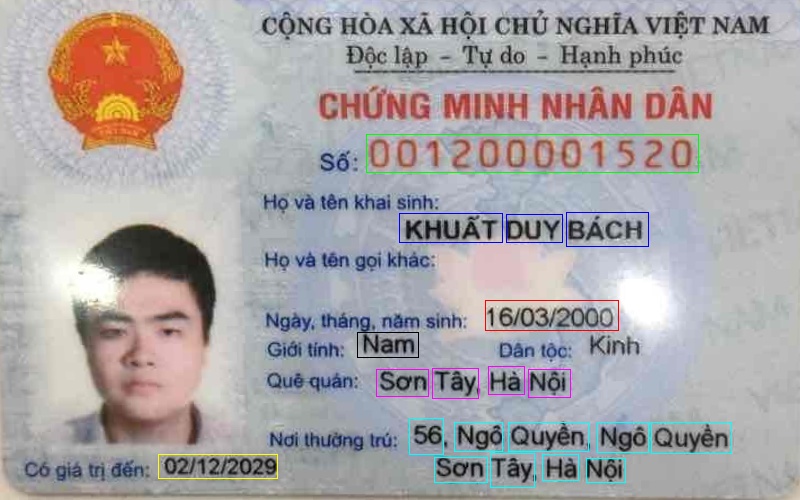 CỘNG HÒA XÃ HỘI CHỦ NGHĨA VIỆT NAM
Độc lập - Tự do - Hạnh phúc
CHỨNG MINH NHÂN DÂN
Số: 001200001520
Họ và tên khai sinh:
KHUẤT DUY BÁCH
Họ và tên gọi khác:
Ngày, tháng, năm sinh: 16/03/2000
Giới tính: Nam Dân tộc: Kinh
Quê quán: Sơn Tây, Hà Nội
Nơi thường trú: 56, Ngô Quyền, Ngô Quyền
Sơn Tây, Hà Nội
Có giá trị đến: 02/12/2029